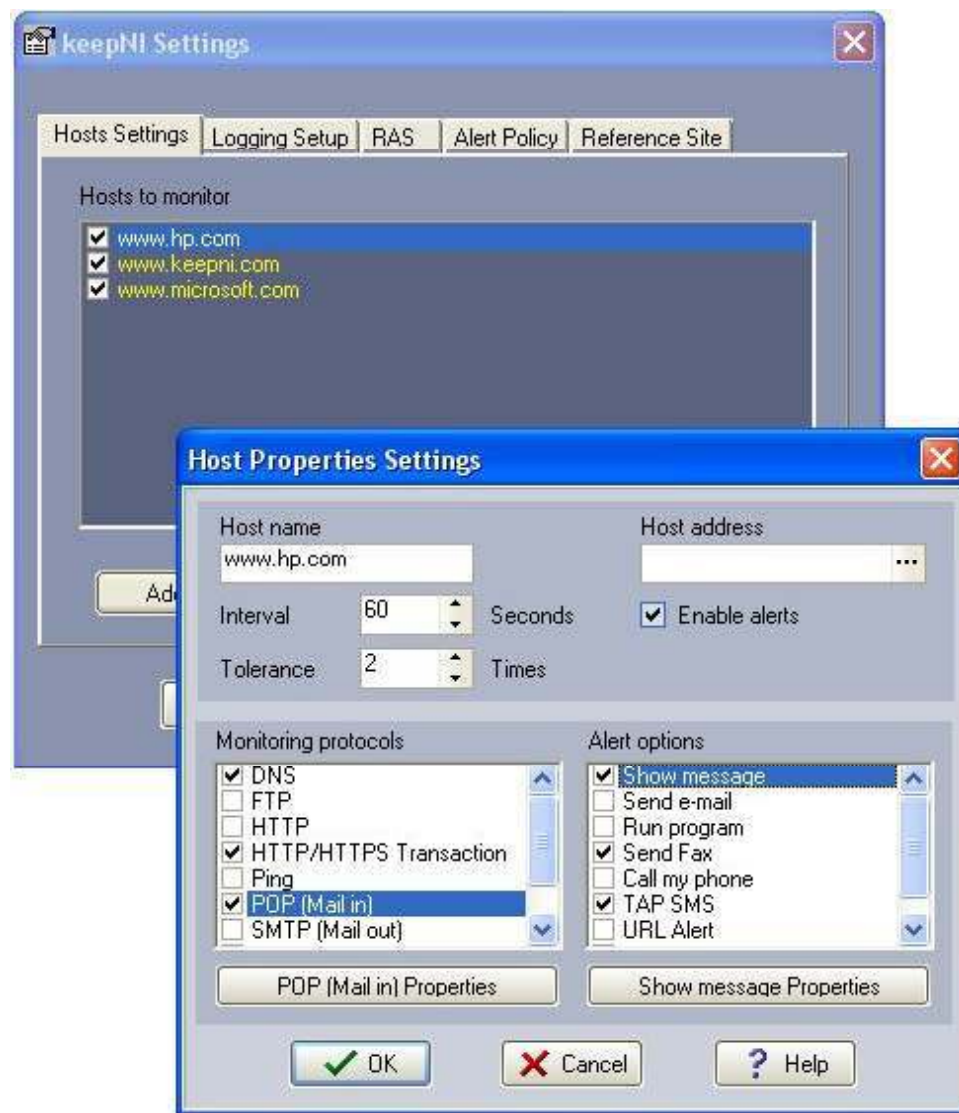 keepNI Settings
Hosts Settings Logging Setup RAS Alert Policy Reference Site
Hosts to monitor
www.hp.com
www.keepni.com
www.microsoft.com
Host Properties Settings
Host name Host address
www.hp.com ...
Interval 60 Seconds Enable alerts
Tolerance 2 Times
Monitoring protocols Alert options
DNS Show message
FTP Send e-mail
HTTP Run program
HTTP/HTTPS Transaction Send Fax
Ping Call my phone
POP (Mail in) TAP SMS
SMTP (Mail out) URL Alert
POP (Mail in) Properties Show message Properties
OK Cancel ? Help